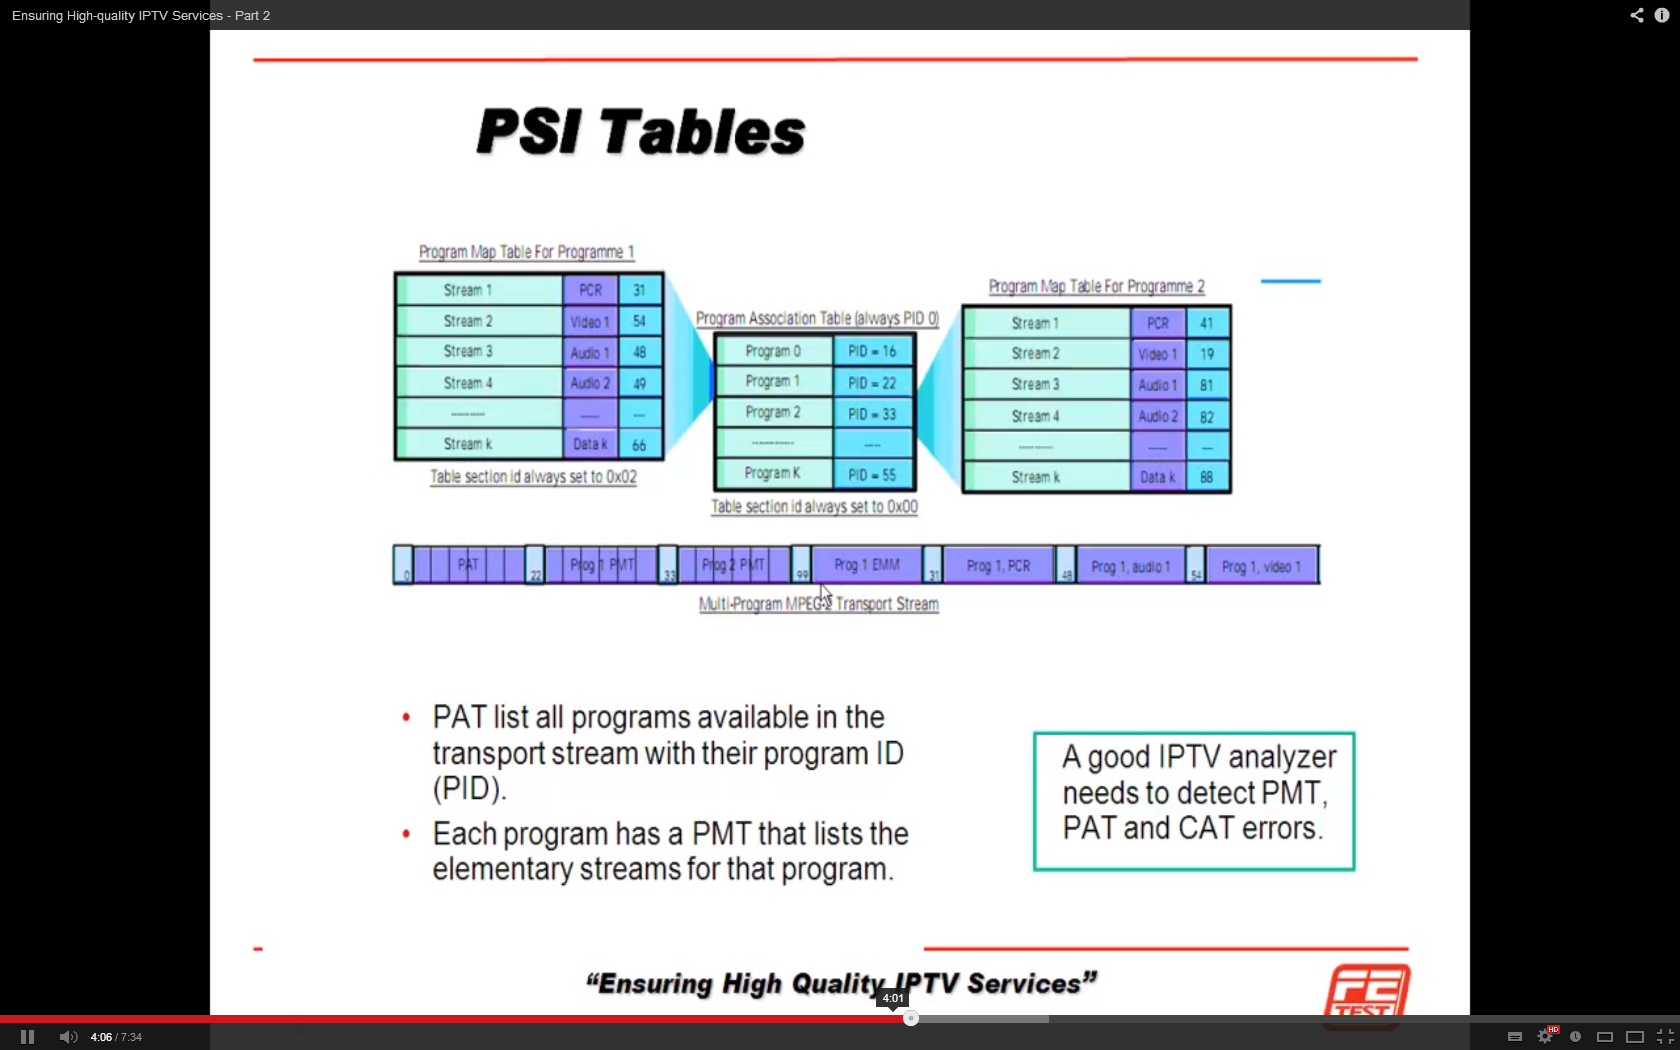 Ensuring High-quality IPTV Services - Part 2
PSI Tables
Program Map Table For Programme 1
Stream 1 PCR 31
Stream 2 Video 1 54
Stream 3 Audio 1 48
Stream 4 Audio 2 49
---------- ----- ---
Stream k Data k 66
Table section id always set to 0x02
Program Association Table (always PID 0)
Program 0 PID = 16
Program 1 PID = 22
Program 2 PID = 33
------------ ----
Program K PID = 55
Table section id always set to 0x00
Program Map Table For Programme 2
Stream 1 PCR 41
Stream 2 Video 1 19
Stream 3 Audio 1 81
Stream 4 Audio 2 82
---------- ----- ---
Stream k Data k 88
0 PAT 22 Prog 1 PMT 33 Prog 2 PMT 99 Prog 1 EMM 31 Prog 1, PCR 48 Prog 1, audio 1 54 Prog 1, video 1
Multi-Program MPEG-2 Transport Stream
• PAT list all programs available in the
transport stream with their program ID
(PID).
• Each program has a PMT that lists the
elementary streams for that program.
A good IPTV analyzer
needs to detect PMT,
PAT and CAT errors.
“Ensuring High Quality IPTV Services”
FE
TEST
4:01
4:06 / 7:34
HD